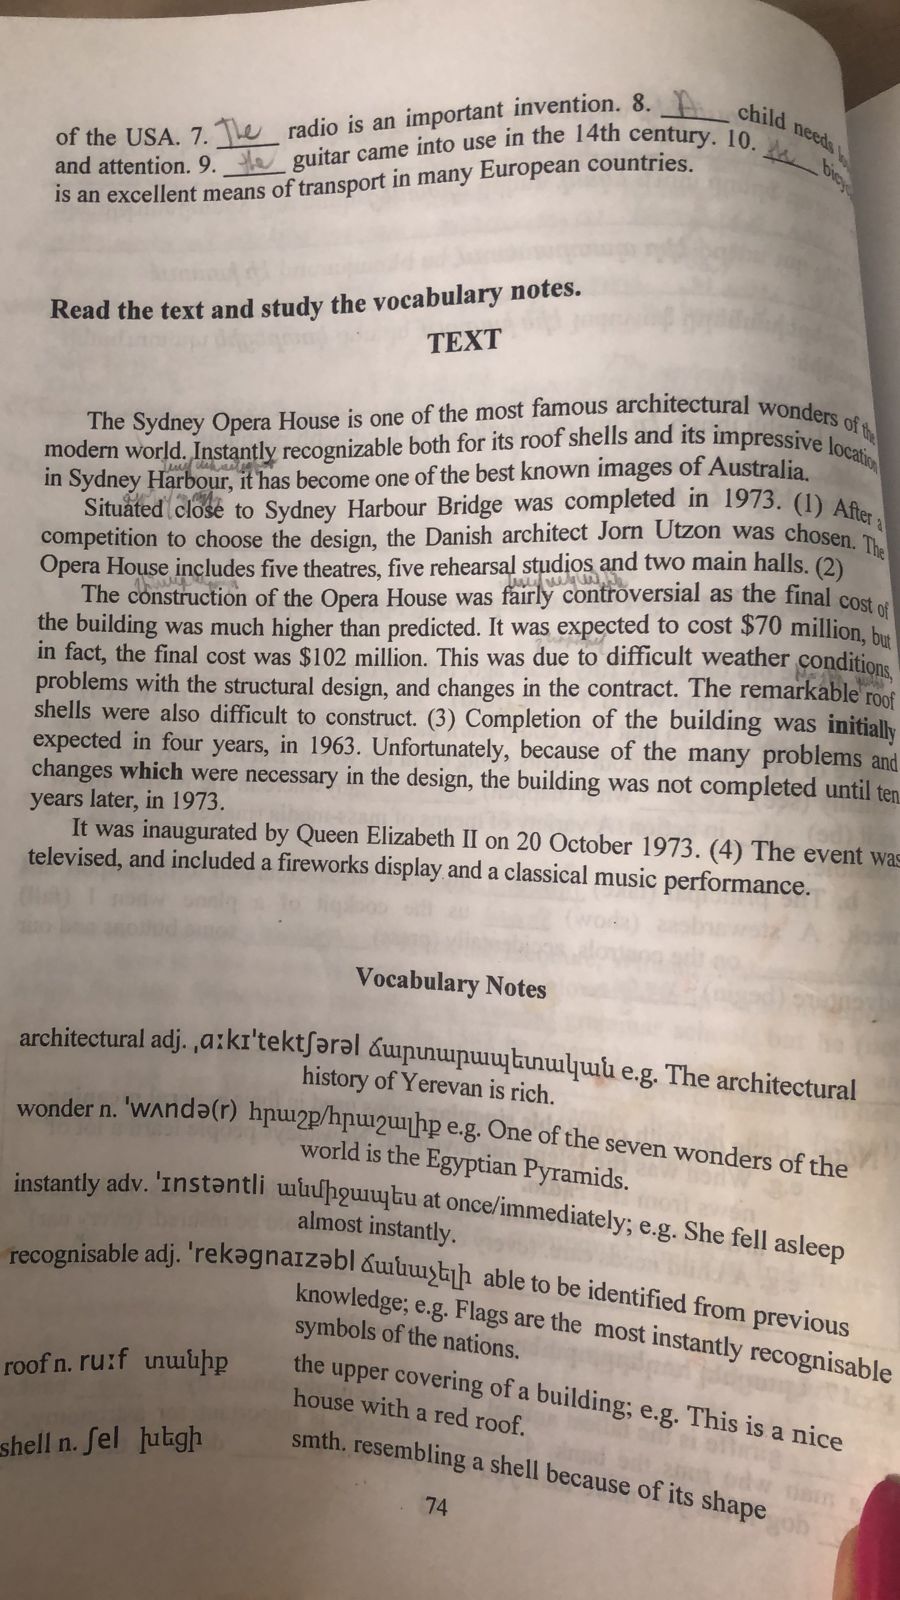 of the USA. 7. The radio is an important invention. 8. A child needs
and attention. 9. the guitar came into use in the 14th century. 10. the
is an excellent means of transport in many European countries.
Read the text and study the vocabulary notes.
TEXT
The Sydney Opera House is one of the most famous architectural wonders of the
modern world. Instantly recognizable both for its roof shells and its impressive location
in Sydney Harbour, it has become one of the best known images of Australia.
Situated close to Sydney Harbour Bridge was completed in 1973. (1) After a
competition to choose the design, the Danish architect Jorn Utzon was chosen. The
Opera House includes five theatres, five rehearsal studios and two main halls. (2)
The construction of the Opera House was fairly controversial as the final cost of
the building was much higher than predicted. It was expected to cost $70 million, but
in fact, the final cost was $102 million. This was due to difficult weather conditions,
problems with the structural design, and changes in the contract. The remarkable roof
shells were also difficult to construct. (3) Completion of the building was initially
expected in four years, in 1963. Unfortunately, because of the many problems and
changes which were necessary in the design, the building was not completed until ten
years later, in 1973.
It was inaugurated by Queen Elizabeth II on 20 October 1973. (4) The event was
televised, and included a fireworks display and a classical music performance.
Vocabulary Notes
architectural adj. ˌɑːkɪ'tektʃərəl ճարտարապետական e.g. The architectural
history of Yerevan is rich.
wonder n. 'wʌndə(r) հրաշք/հրաշալիք e.g. One of the seven wonders of the
world is the Egyptian Pyramids.
instantly adv. 'ɪnstəntli անմիջապես at once/immediately; e.g. She fell asleep
almost instantly.
recognisable adj. 'rekəgnaɪzəbl ճանաչելի able to be identified from previous
knowledge; e.g. Flags are the most instantly recognisable
symbols of the nations.
roof n. ruːf տանիք the upper covering of a building; e.g. This is a nice
house with a red roof.
shell n. ʃel խեցի smth. resembling a shell because of its shape
74